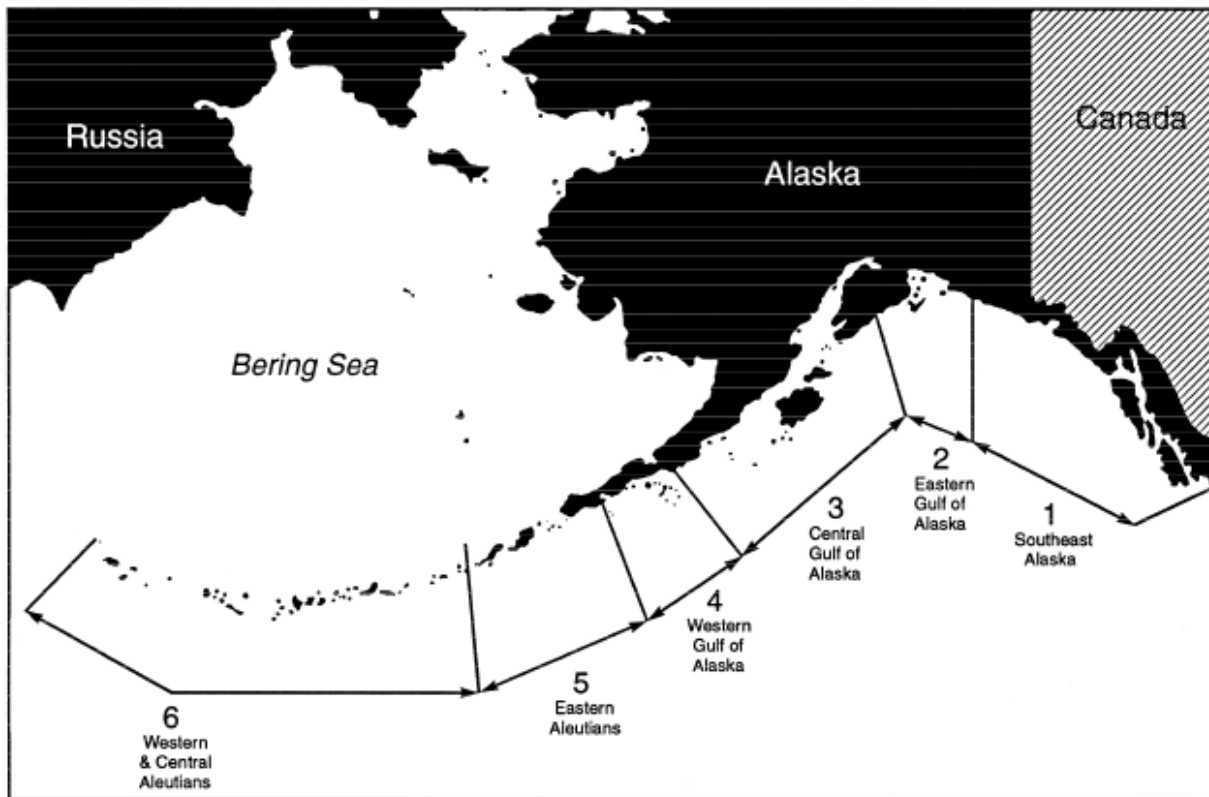 Russia
Alaska
Canada
Bering Sea
1
Southeast
Alaska
2
Eastern
Gulf of
Alaska
3
Central
Gulf of
Alaska
4
Western
Gulf of
Alaska
5
Eastern
Aleutians
6
Western
& Central
Aleutians